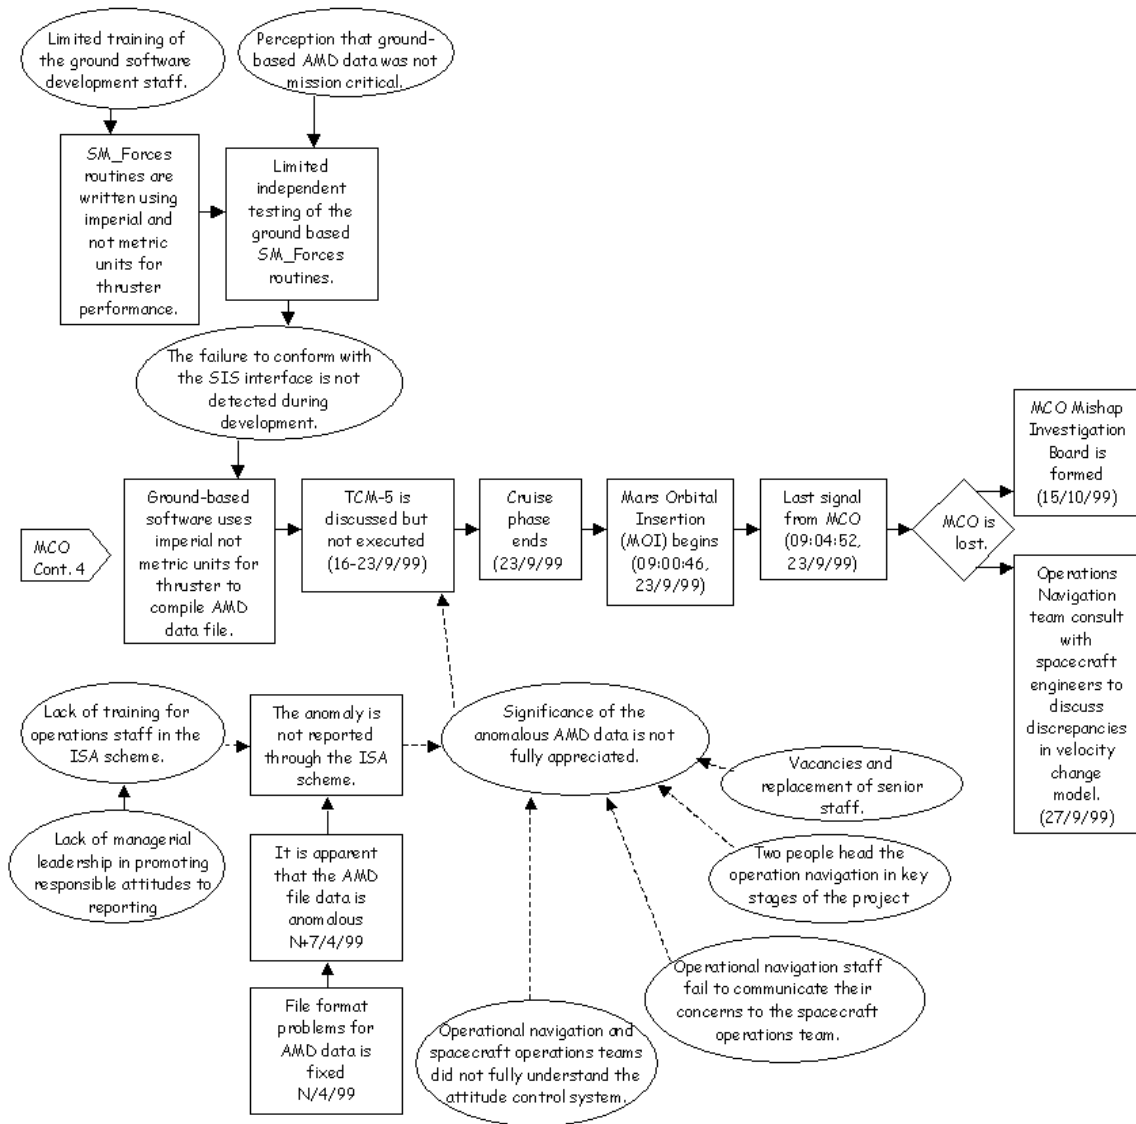 Limited training of
the ground software
development staff.
Perception that ground-
based AMD data was not
mission critical.
SM_Forces
routines are
written using
imperial and
not metric
units for
thruster
performance.
Limited
independent
testing of the
ground based
SM_Forces
routines.
The failure to conform with
the SIS interface is not
detected during
development.
MCO
Cont. 4
Ground-based
software uses
imperial not
metric units for
thruster to
compile AMD
data file.
TCM-5 is
discussed but
not executed
(16-23/9/99)
Cruise
phase
ends
(23/9/99
Mars Orbital
Insertion
(MOI) begins
(09:00:46,
23/9/99)
Last signal
from MCO
(09:04:52,
23/9/99)
MCO is
lost.
MCO Mishap
Investigation
Board is
formed
(15/10/99)
Operations
Navigation
team consult
with
spacecraft
engineers to
discuss
discrepancies
in velocity
change
model.
(27/9/99)
Lack of training for
operations staff in the
ISA scheme.
The anomaly is
not reported
through the ISA
scheme.
Significance of the
anomalous AMD data is not
fully appreciated.
Vacancies and
replacement of senior
staff.
Lack of managerial
leadership in promoting
responsible attitudes to
reporting
It is apparent
that the AMD
file data is
anomalous
N+7/4/99
Two people head the
operation navigation in key
stages of the project
File format
problems for
AMD data is
fixed
N/4/99
Operational navigation and
spacecraft operations teams
did not fully understand the
attitude control system.
Operational navigation staff
fail to communicate their
concerns to the spacecraft
operations team.